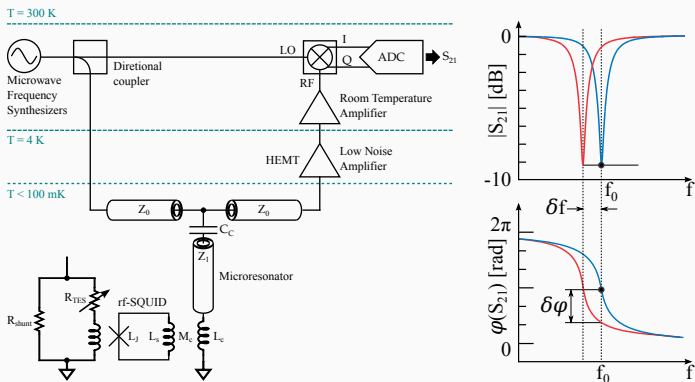 T = 300 K
Microwave
Frequency
Synthesizers
Diretional
coupler
LO
I
Q
ADC
S21
RF
Room Temperature
Amplifier
T = 4 K
HEMT
Low Noise
Amplifier
T < 100 mK
Z0
Z0
CC
Z1
Microresonator
Rshunt
RTES
rf-SQUID
LJ
Ls
Mc
Lc
|S21| [dB]
0
-10
f0
f
δf
φ(S21) [rad]
2π
0
δφ
f0
f